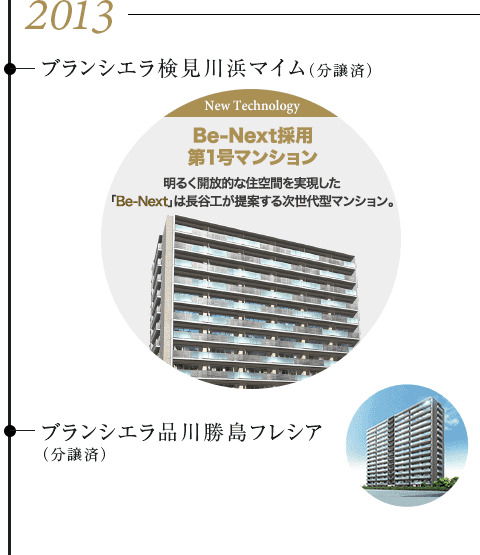 2013
ブランシエラ検見川浜マイム（分譲済）
New Technology
Be-Next採用
第1号マンション
明るく開放的な住空間を実現した
「Be-Next」は長谷工が提案する次世代型マンション。
ブランシエラ品川勝島フレシア
（分譲済）